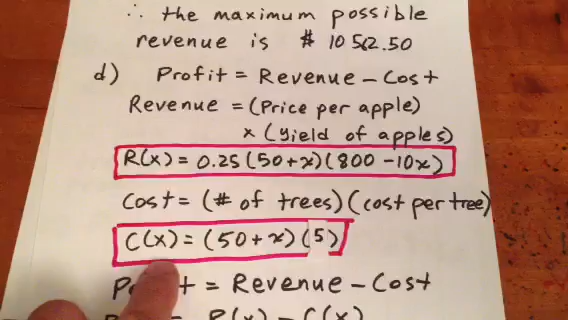 ∴ the maximum possible
revenue is $ 10562.50
d) Profit = Revenue - Cost
Revenue = (Price per apple)
x (yield of apples)
R(x) = 0.25(50+x)(800-10x)
Cost = (# of trees)(cost per tree)
C(x) = (50+x)(5)
= Revenue - Cost
= R(x) - C(x)